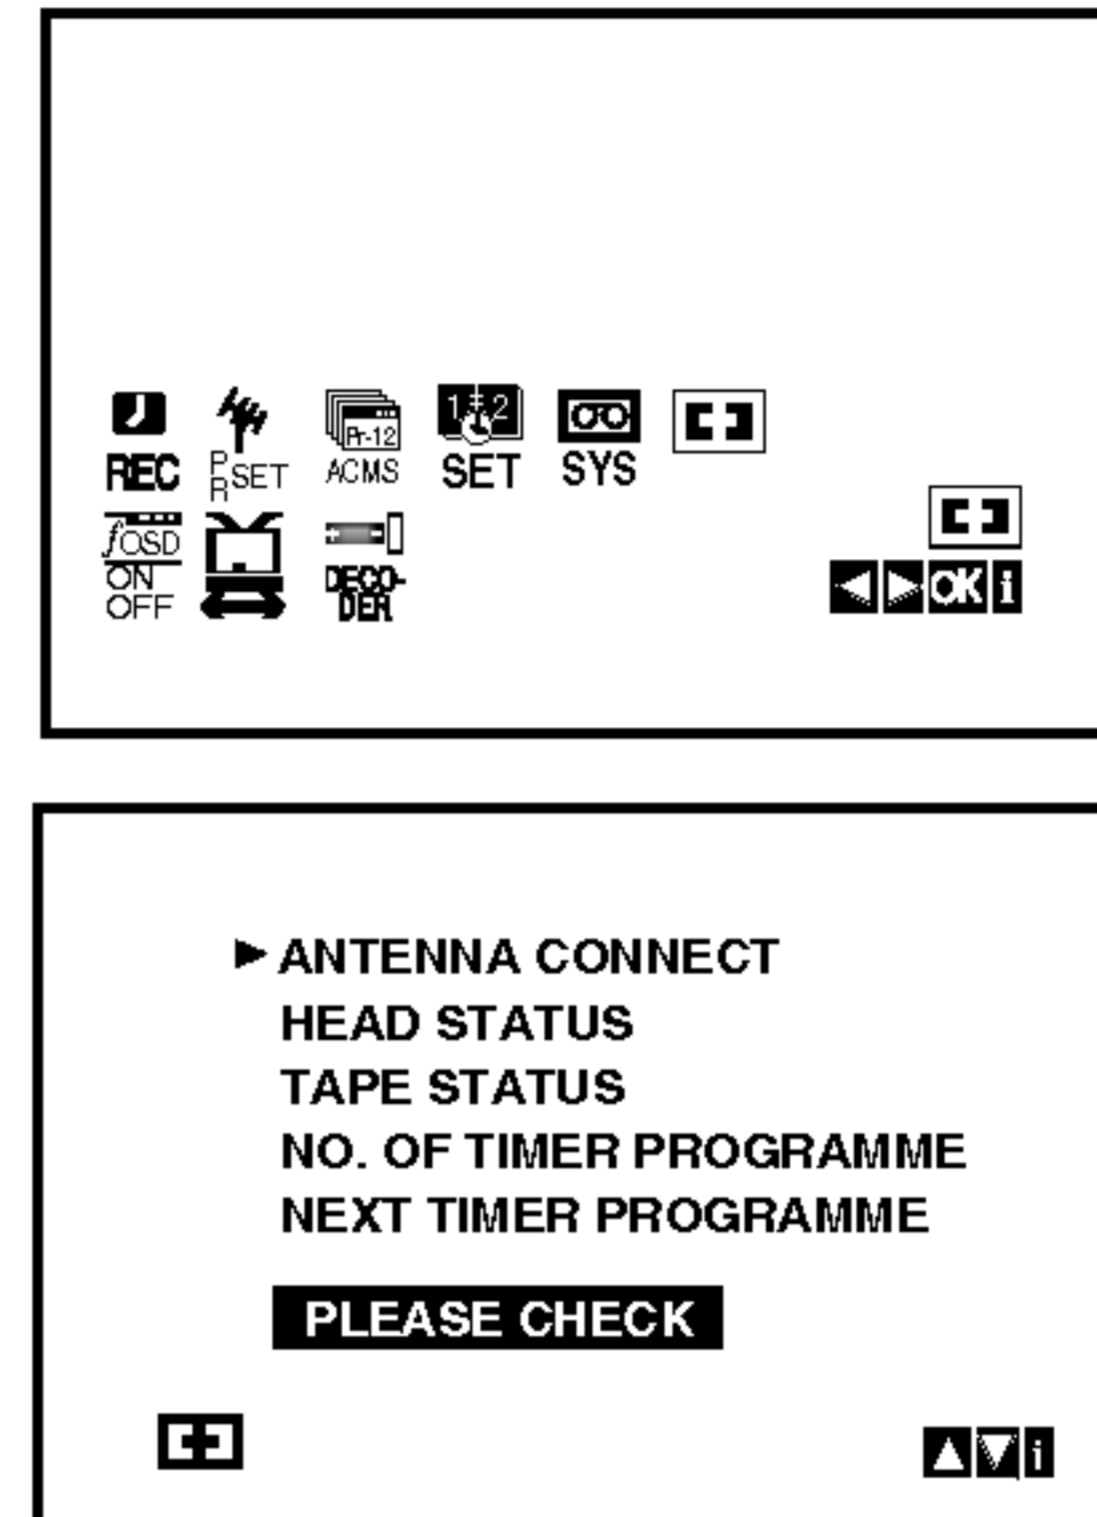 1 2
Pr-12
REC PR SET ACMS SET SYS
fOSD
ON
OFF
DECO-
DER
OK i
ANTENNA CONNECT
HEAD STATUS
TAPE STATUS
NO. OF TIMER PROGRAMME
NEXT TIMER PROGRAMME
PLEASE CHECK
i